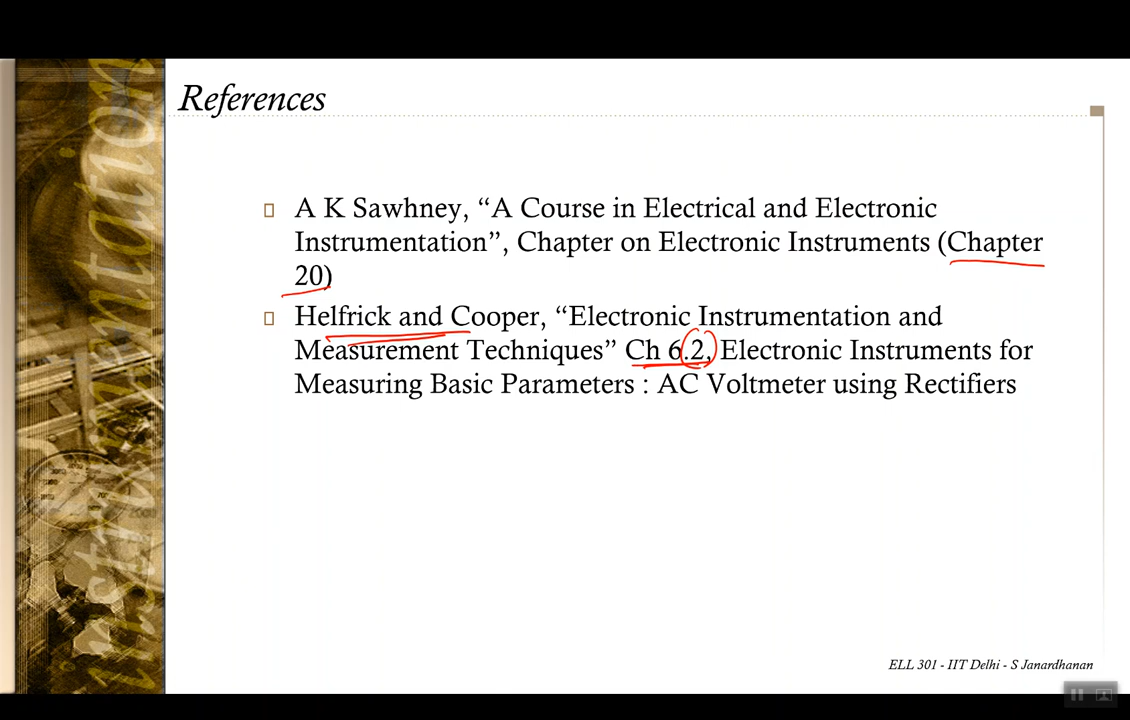 References
A K Sawhney, “A Course in Electrical and Electronic
Instrumentation”, Chapter on Electronic Instruments (Chapter
20)
Helfrick and Cooper, “Electronic Instrumentation and
Measurement Techniques” Ch 6.2, Electronic Instruments for
Measuring Basic Parameters : AC Voltmeter using Rectifiers
ELL 301 - IIT Delhi - S Janardhanan
instrumentation